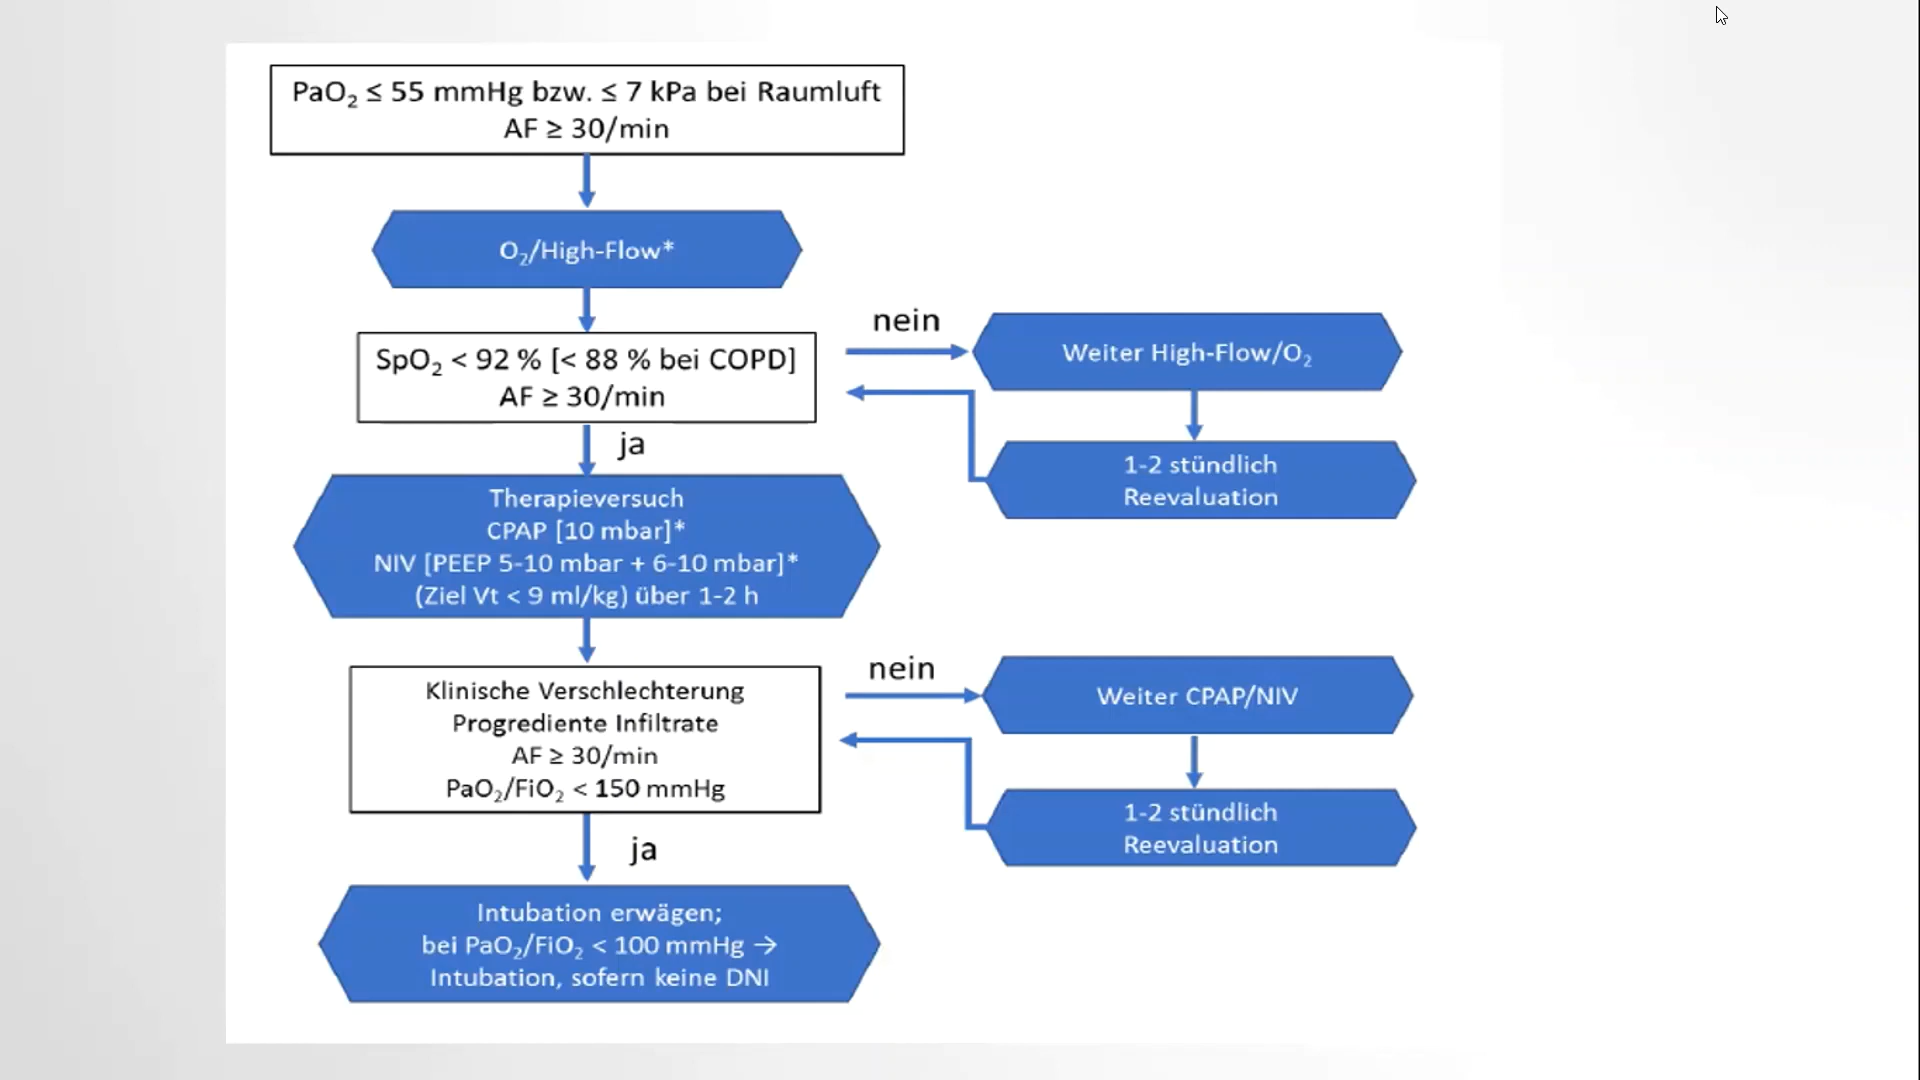 PaO₂ ≤ 55 mmHg bzw. ≤ 7 kPa bei Raumluft
AF ≥ 30/min
O₂/High-Flow*
SpO₂ < 92 % [< 88 % bei COPD]
AF ≥ 30/min
nein
Weiter High-Flow/O₂
1-2 stündlich
Reevaluation
ja
Therapieversuch
CPAP [10 mbar]*
NIV [PEEP 5-10 mbar + 6-10 mbar]*
(Ziel Vt < 9 ml/kg) über 1-2 h
Klinische Verschlechterung
Progrediente Infiltrate
AF ≥ 30/min
PaO₂/FiO₂ < 150 mmHg
nein
Weiter CPAP/NIV
1-2 stündlich
Reevaluation
ja
Intubation erwägen;
bei PaO₂/FiO₂ < 100 mmHg →
Intubation, sofern keine DNI